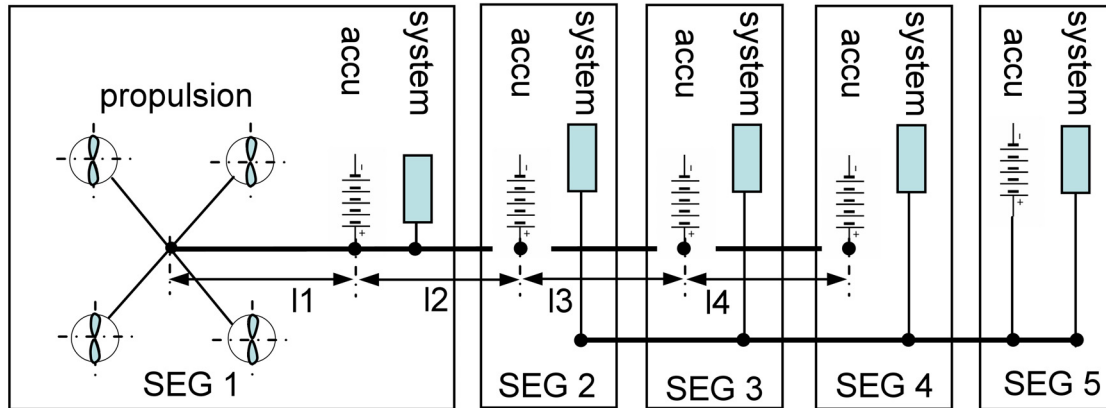 propulsion
accu
system
accu
system
accu
system
accu
system
accu
system
-
+
-
+
-
+
-
+
-
+
l1
l2
l3
l4
SEG 1
SEG 2
SEG 3
SEG 4
SEG 5